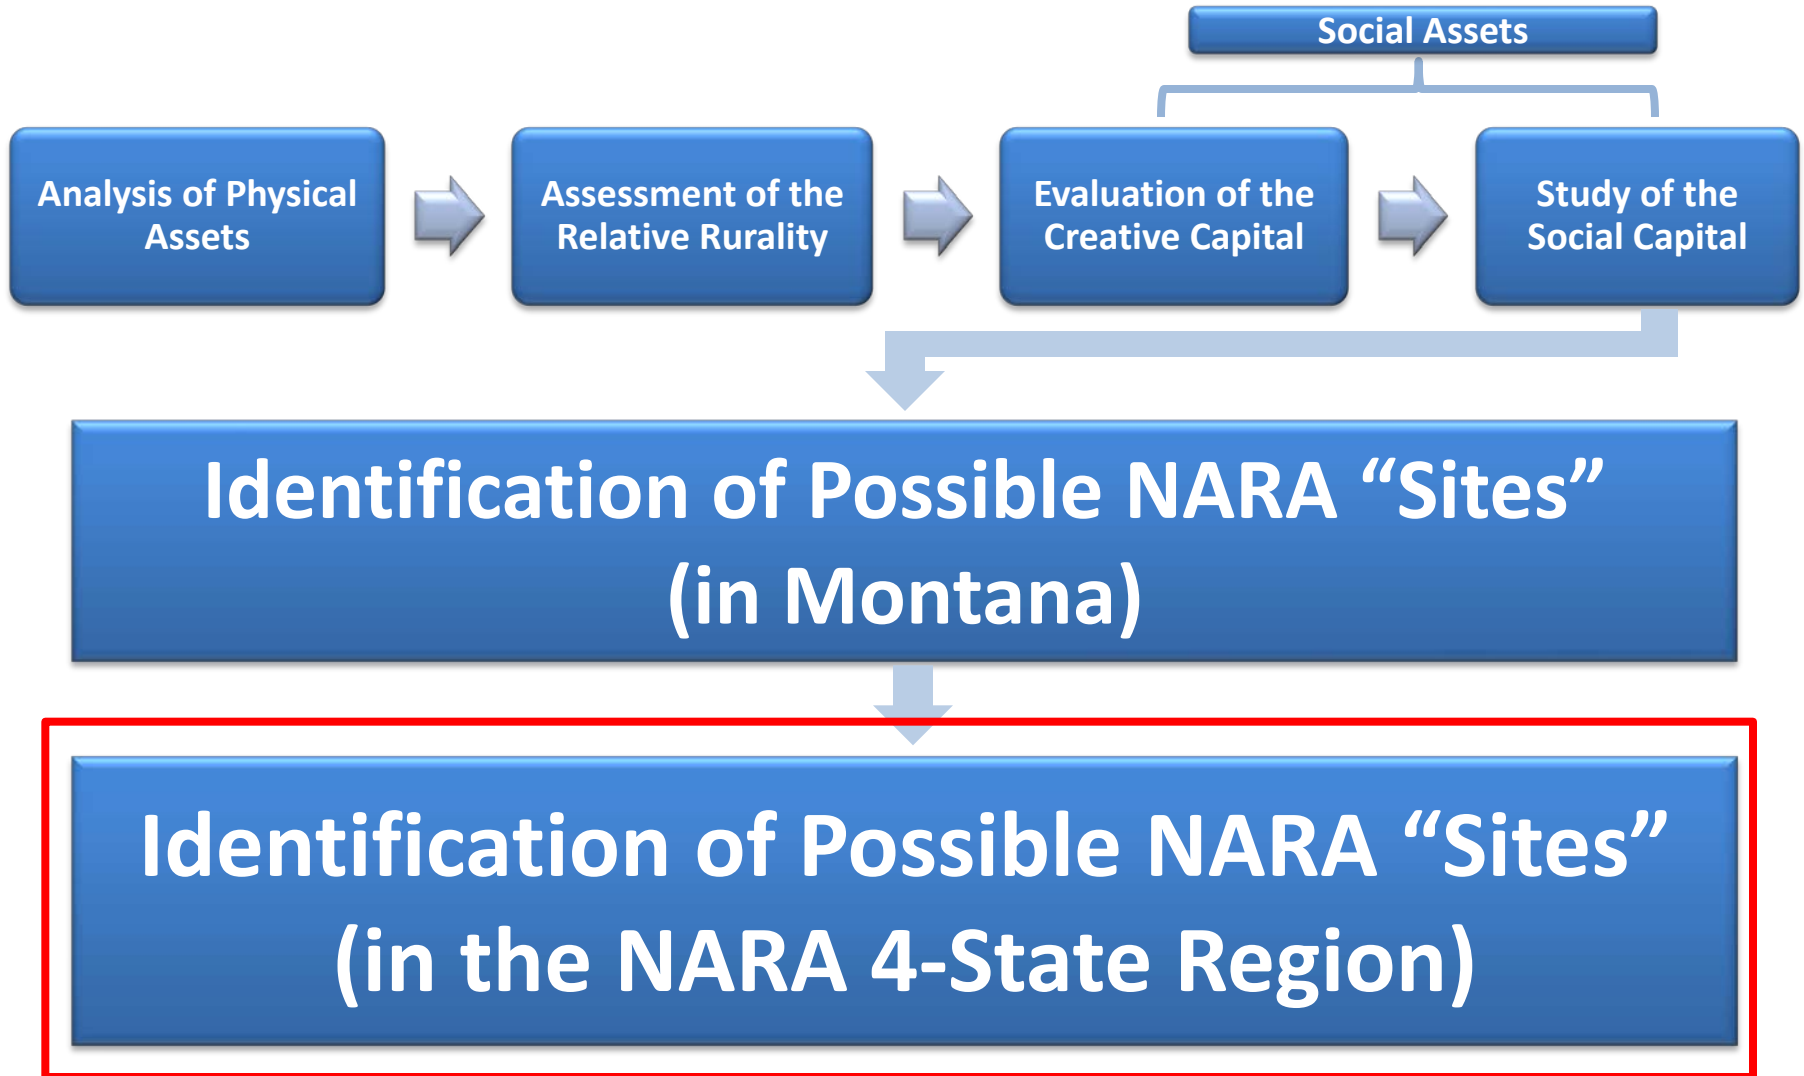 Social Assets
Analysis of Physical
Assets
Assessment of the
Relative Rurality
Evaluation of the
Creative Capital
Study of the
Social Capital
Identification of Possible NARA “Sites”
(in Montana)
Identification of Possible NARA “Sites”
(in the NARA 4-State Region)